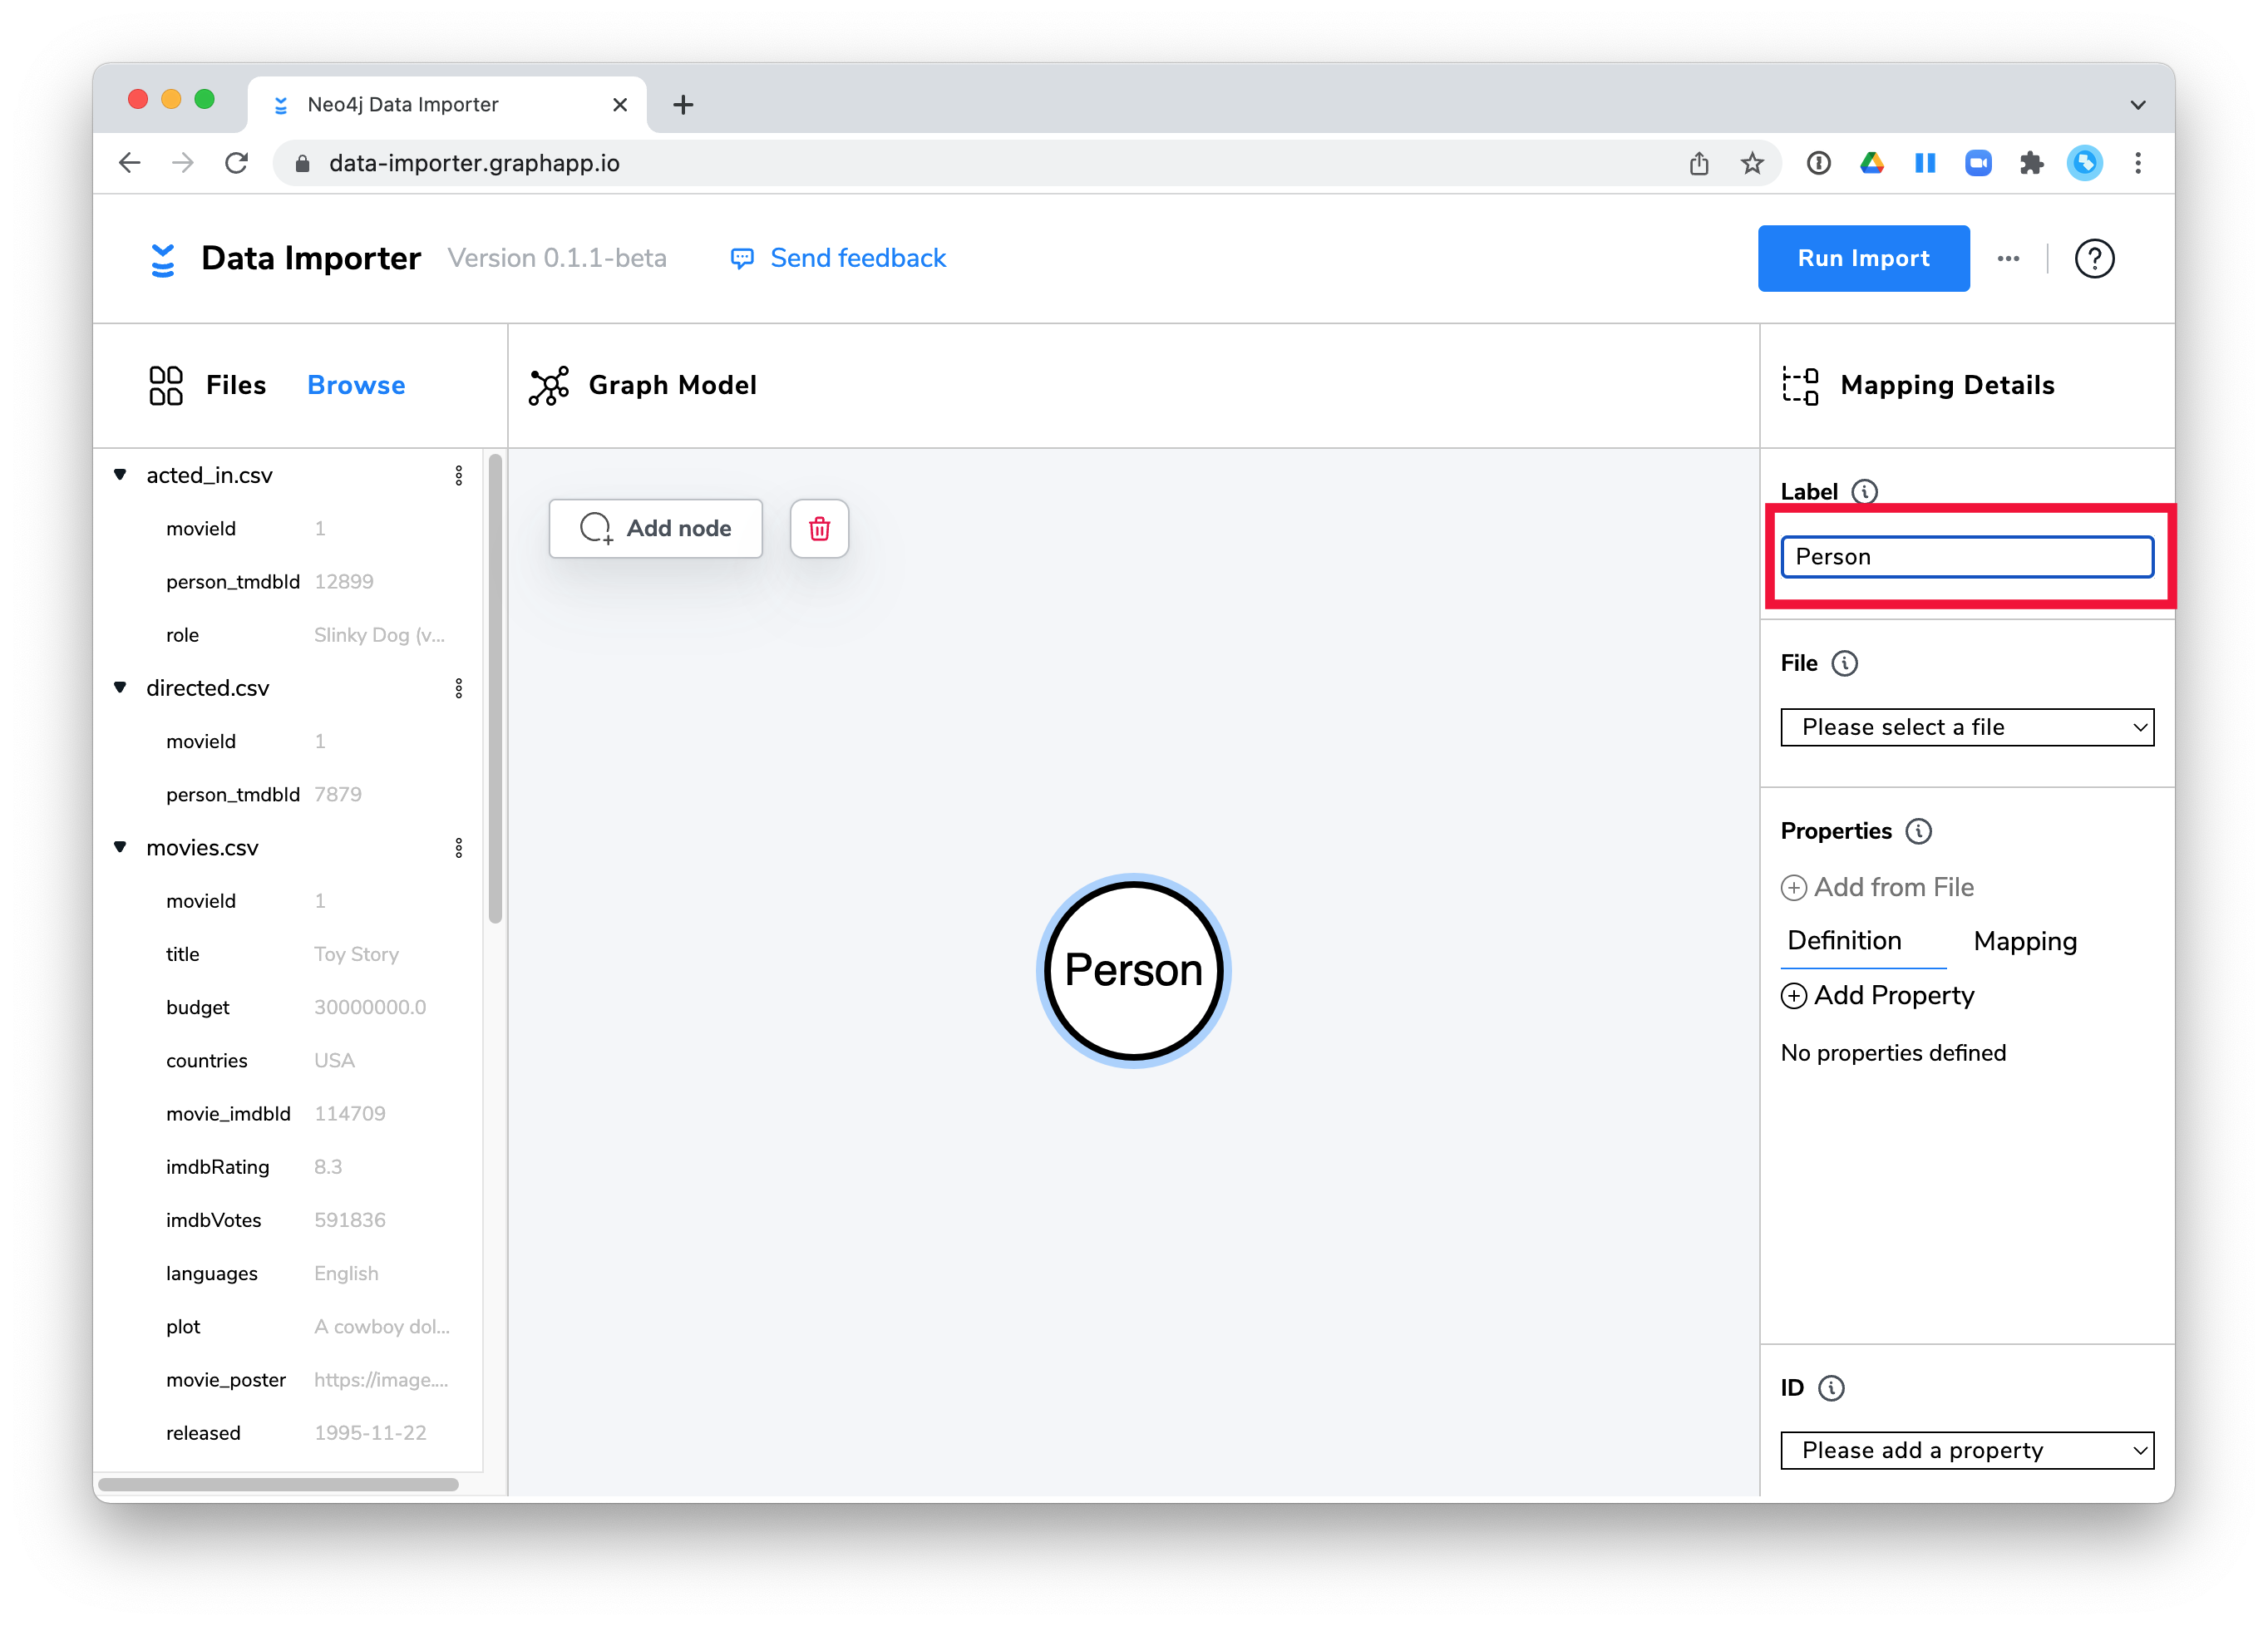 Neo4j Data Importer
data-importer.graphapp.io
Data Importer Version 0.1.1-beta Send feedback Run Import
Files Browse
Graph Model
Mapping Details
acted_in.csv
movieId 1
person_tmdbId 12899
role Slinky Dog (v...
directed.csv
movieId 1
person_tmdbId 7879
movies.csv
movieId 1
title Toy Story
budget 30000000.0
countries USA
movie_imdbId 114709
imdbRating 8.3
imdbVotes 591836
languages English
plot A cowboy dol...
movie_poster https://image....
released 1995-11-22
Add node
Person
Label
Person
File
Please select a file
Properties
Add from File
Definition Mapping
Add Property
No properties defined
ID
Please add a property